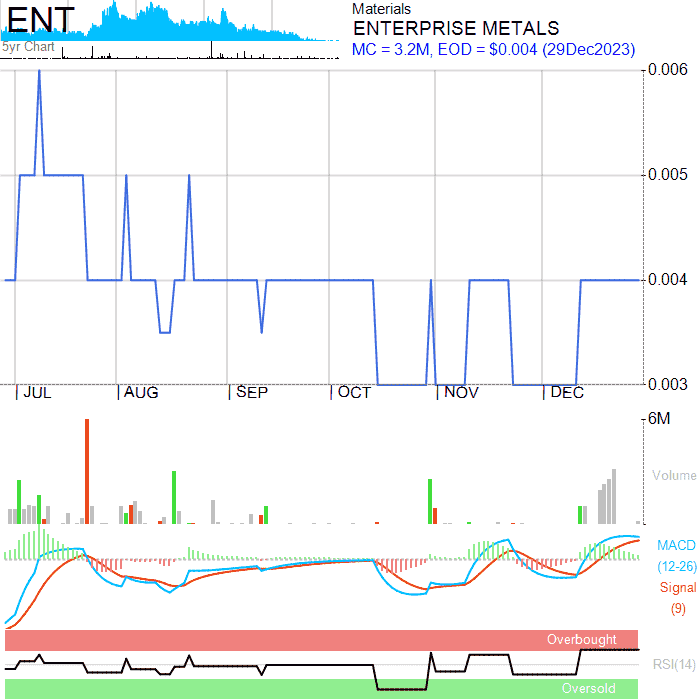 ENT
5yr Chart
Materials
ENTERPRISE METALS
MC = 3.2M, EOD = $0.004 (29Dec2023)
0.006
0.005
0.004
0.003
JUL AUG SEP OCT NOV DEC
6M
Volume
MACD
(12-26)
Signal
(9)
Overbought
RSI(14)
Oversold